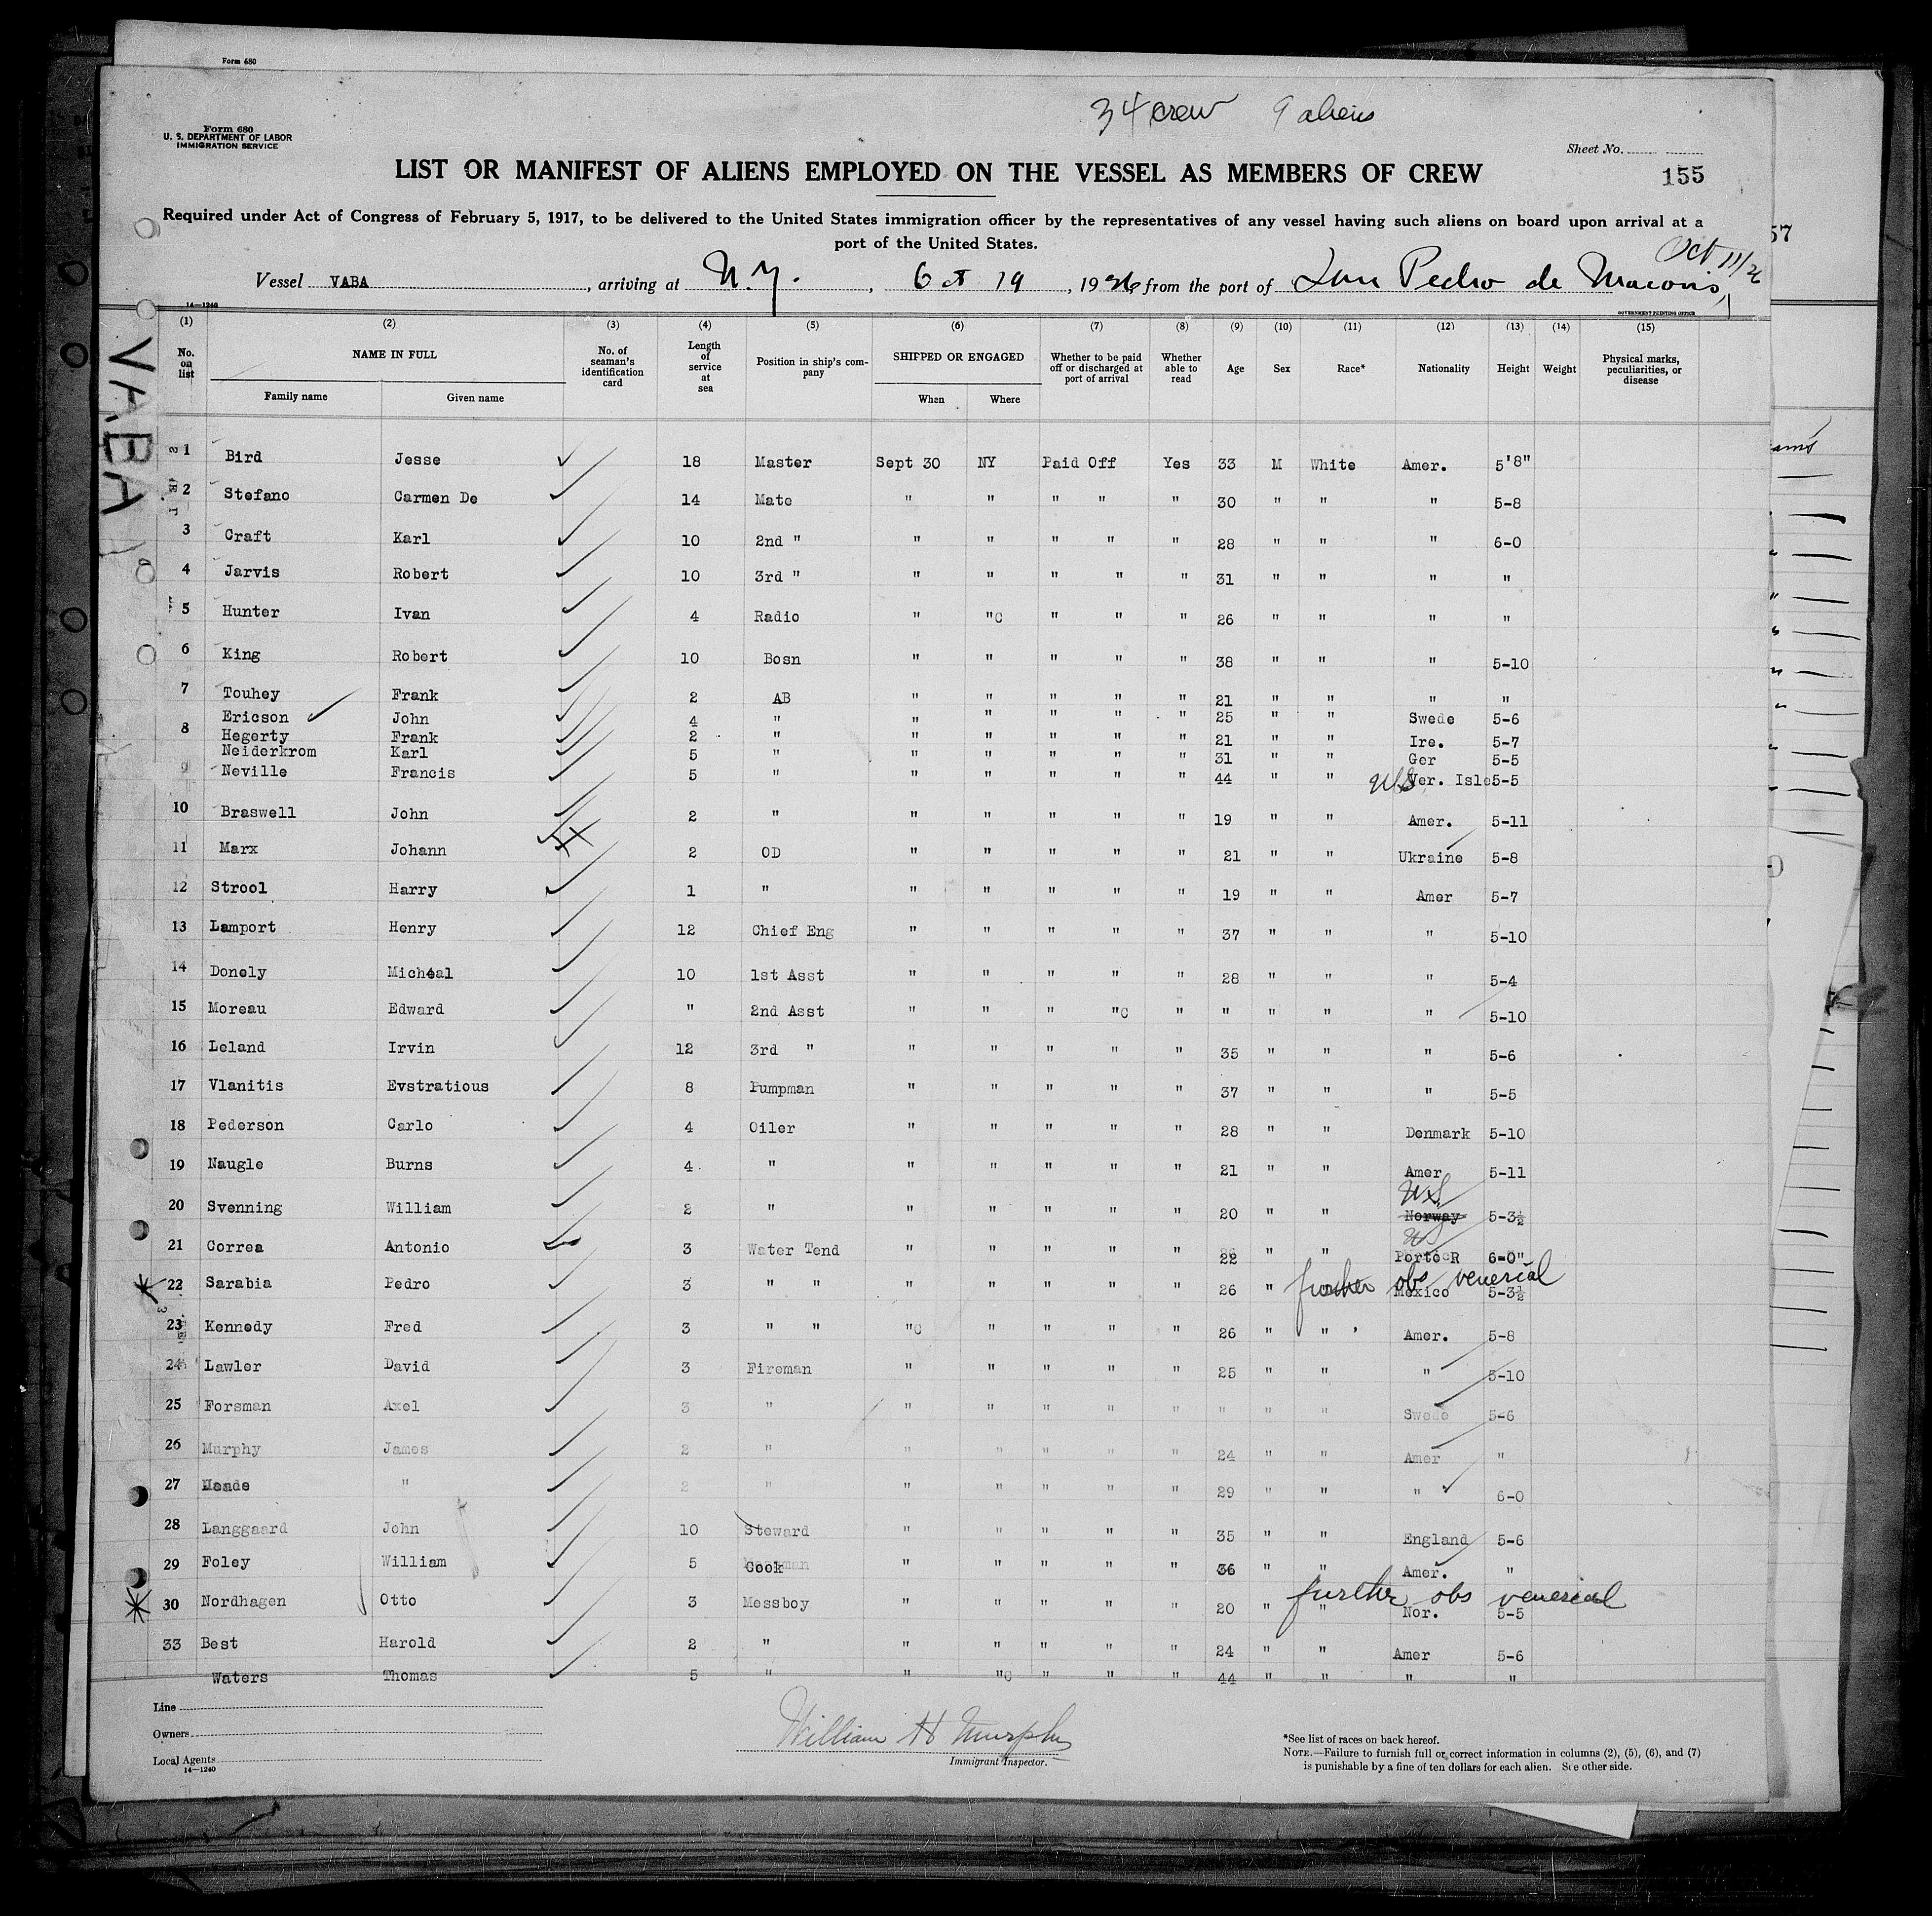 Form 680
34 crew 9 aliens
Form 680
U. S. DEPARTMENT OF LABOR
IMMIGRATION SERVICE
Sheet No.
LIST OR MANIFEST OF ALIENS EMPLOYED ON THE VESSEL AS MEMBERS OF CREW
155
Required under Act of Congress of February 5, 1917, to be delivered to the United States immigration officer by the representatives of any vessel having such aliens on board upon arrival at a
port of the United States.
57
Oct 11/26
Vessel VABA, arriving at N.Y., Oct 19, 1926 from the port of San Pedro de Macoris
14—1240
GOVERNMENT PRINTING OFFICE
VABA
(1) (2) (3) (4) (5) (6) (7) (8) (9) (10) (11) (12) (13) (14) (15)
No. on list NAME IN FULL Family name Given name No. of seaman's identification card Length of service at sea Position in ship's company SHIPPED OR ENGAGED When Where Whether to be paid off or discharged at port of arrival Whether able to read Age Sex Race* Nationality Height Weight Physical marks, peculiarities, or disease
1 Bird Jesse 18 Master Sept 30 NY Paid Off Yes 33 M White Amer. 5'8"
2 Stefano Carmen De 14 Mate " " " " " 30 " " " 5-8
3 Craft Karl 10 2nd " " " " " " 28 " " " 6-0
4 Jarvis Robert 10 3rd " " " " " " 31 " " " "
5 Hunter Ivan 4 Radio " "C " " " 26 " " " "
6 King Robert 10 Bosn " " " " " 38 " " " 5-10
7 Touhey Frank 2 AB " " " " " 21 " " " "
Ericson John 4 " " " " " " 25 " " Swede 5-6
8 Hegerty Frank 2 " " " " " " 21 " " Ire. 5-7
Neiderkrom Karl 5 " " " " " " 31 " " Ger 5-5
9 Neville Francis 5 " " " " " " 44 " " US Ver. Isle 5-5
10 Braswell John 2 " " " " " " 19 " " Amer. 5-11
11 Marx Johann 2 OD " " " " " 21 " " Ukraine 5-8
12 Strool Harry 1 " " " " " " 19 " " Amer 5-7
13 Lamport Henry 12 Chief Eng " " " " " 37 " " " 5-10
14 Donely Micheal 10 1st Asst " " " " " 28 " " " 5-4
15 Moreau Edward " 2nd Asst " " " "C " " " " " 5-10
16 Leland Irvin 12 3rd " " " " " " 35 " " " 5-6
17 Vlanitis Evstratious 8 Pumpman " " " " " 37 " " " 5-5
18 Pederson Carlo 4 Oiler " " " " " 28 " " Denmark 5-10
19 Naugle Burns 4 " " " " " " 21 " " Amer 5-11
20 Svenning William 2 " " " " " " 20 " " US Norway 5-3½
21 Correa Antonio 3 Water Tend " " " " " 22 " " US Porto R 6-0"
22 Sarabia Pedro 3 " " " " " " " 26 " further obs venerial Mexico 5-3½
23 Kennedy Fred 3 " " "C " " " " 26 " " Amer. 5-8
24 Lawler David 3 Fireman " " " " " 25 " " " 5-10
25 Forsman Axel 3 " " " " " " " " " Swede 5-6
26 Murphy James 2 " " " " " " 24 " " Amer "
27 Meade " 2 " " " " " " 29 " " " 6-0
28 Langgaard John 10 Steward " " " " " 35 " " England 5-6
29 Foley William 5 Cook " " " " " 36 " " Amer. "
30 Nordhagen Otto 3 Messboy " " " " " 20 " " further obs venerial Nor. 5-5
33 Best Harold 2 " " " " " " 24 " " Amer 5-6
Waters Thomas 5 " " "C " " " 44 " " " "
Line
Owners
Local Agents
14—1240
William H Murphy
Immigrant Inspector.
*See list of races on back hereof.
NOTE.—Failure to furnish full or correct information in columns (2), (5), (6), and (7)
is punishable by a fine of ten dollars for each alien. See other side.